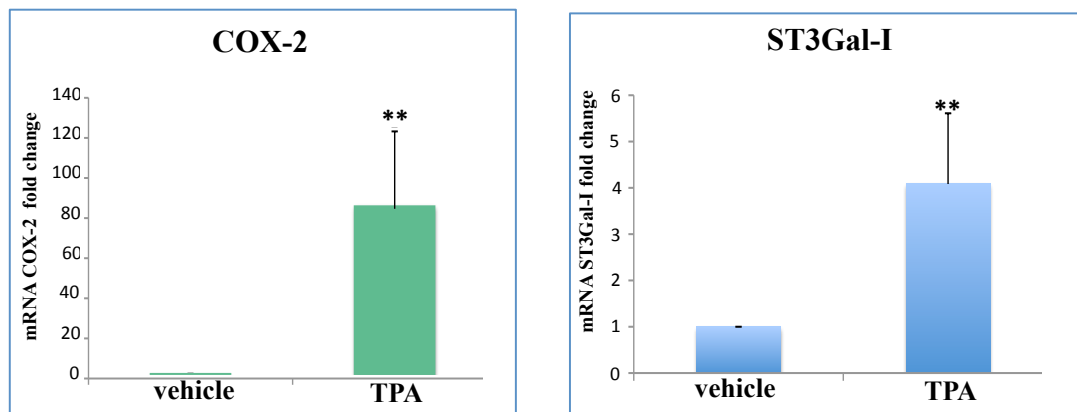 COX-2
mRNA COX-2 fold change
140
120
100
80
60
40
20
0
**
vehicle
TPA
ST3Gal-I
mRNA ST3Gal-I fold change
6
5
4
3
2
1
0
**
vehicle
TPA